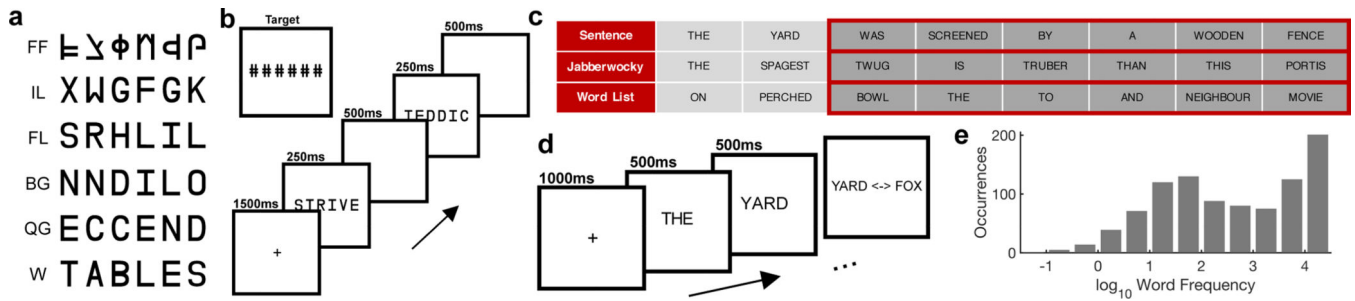 a
FF
IL XWGFGK
FL SRHLIL
BG NNDILO
QG ECCEND
W TABLES
b
Target
######
1500ms
+
250ms
STRIVE
500ms
250ms
TEDDIC
500ms
c
Sentence THE YARD WAS SCREENED BY A WOODEN FENCE
Jabberwocky THE SPAGEST TWUG IS TRUBER THAN THIS PORTIS
Word List ON PERCHED BOWL THE TO AND NEIGHBOUR MOVIE
d
1000ms
+
500ms
THE
500ms
YARD
...
YARD <-> FOX
e
Occurrences
200
100
0
-1 0 1 2 3 4
log10 Word Frequency